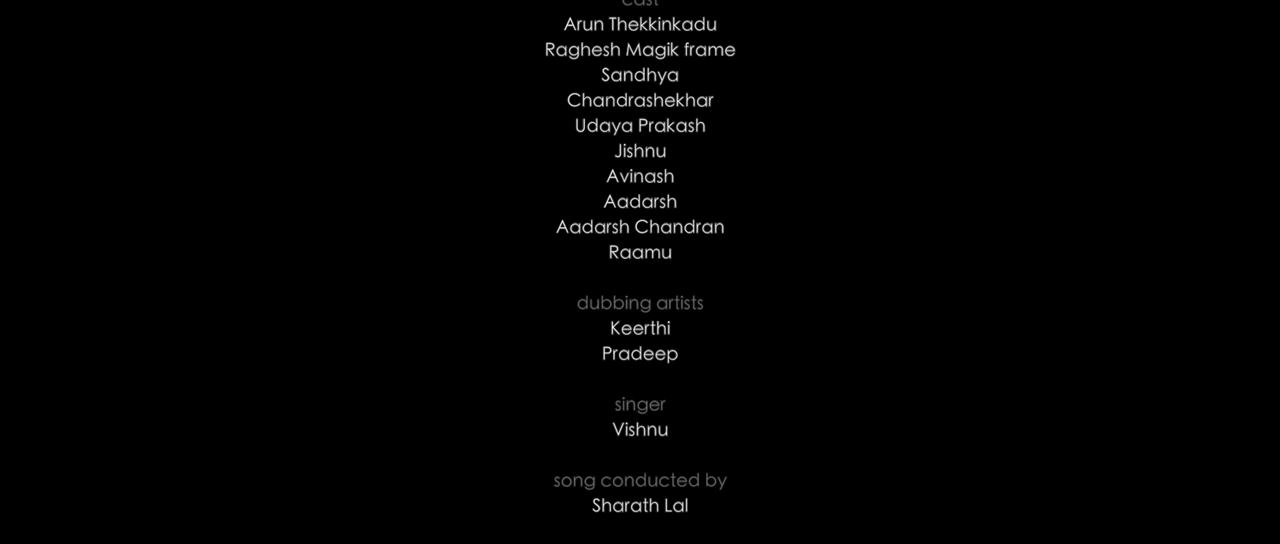 cast
Arun Thekkinkadu
Raghesh Magik frame
Sandhya
Chandrashekhar
Udaya Prakash
Jishnu
Avinash
Aadarsh
Aadarsh Chandran
Raamu
dubbing artists
Keerthi
Pradeep
singer
Vishnu
song conducted by
Sharath Lal